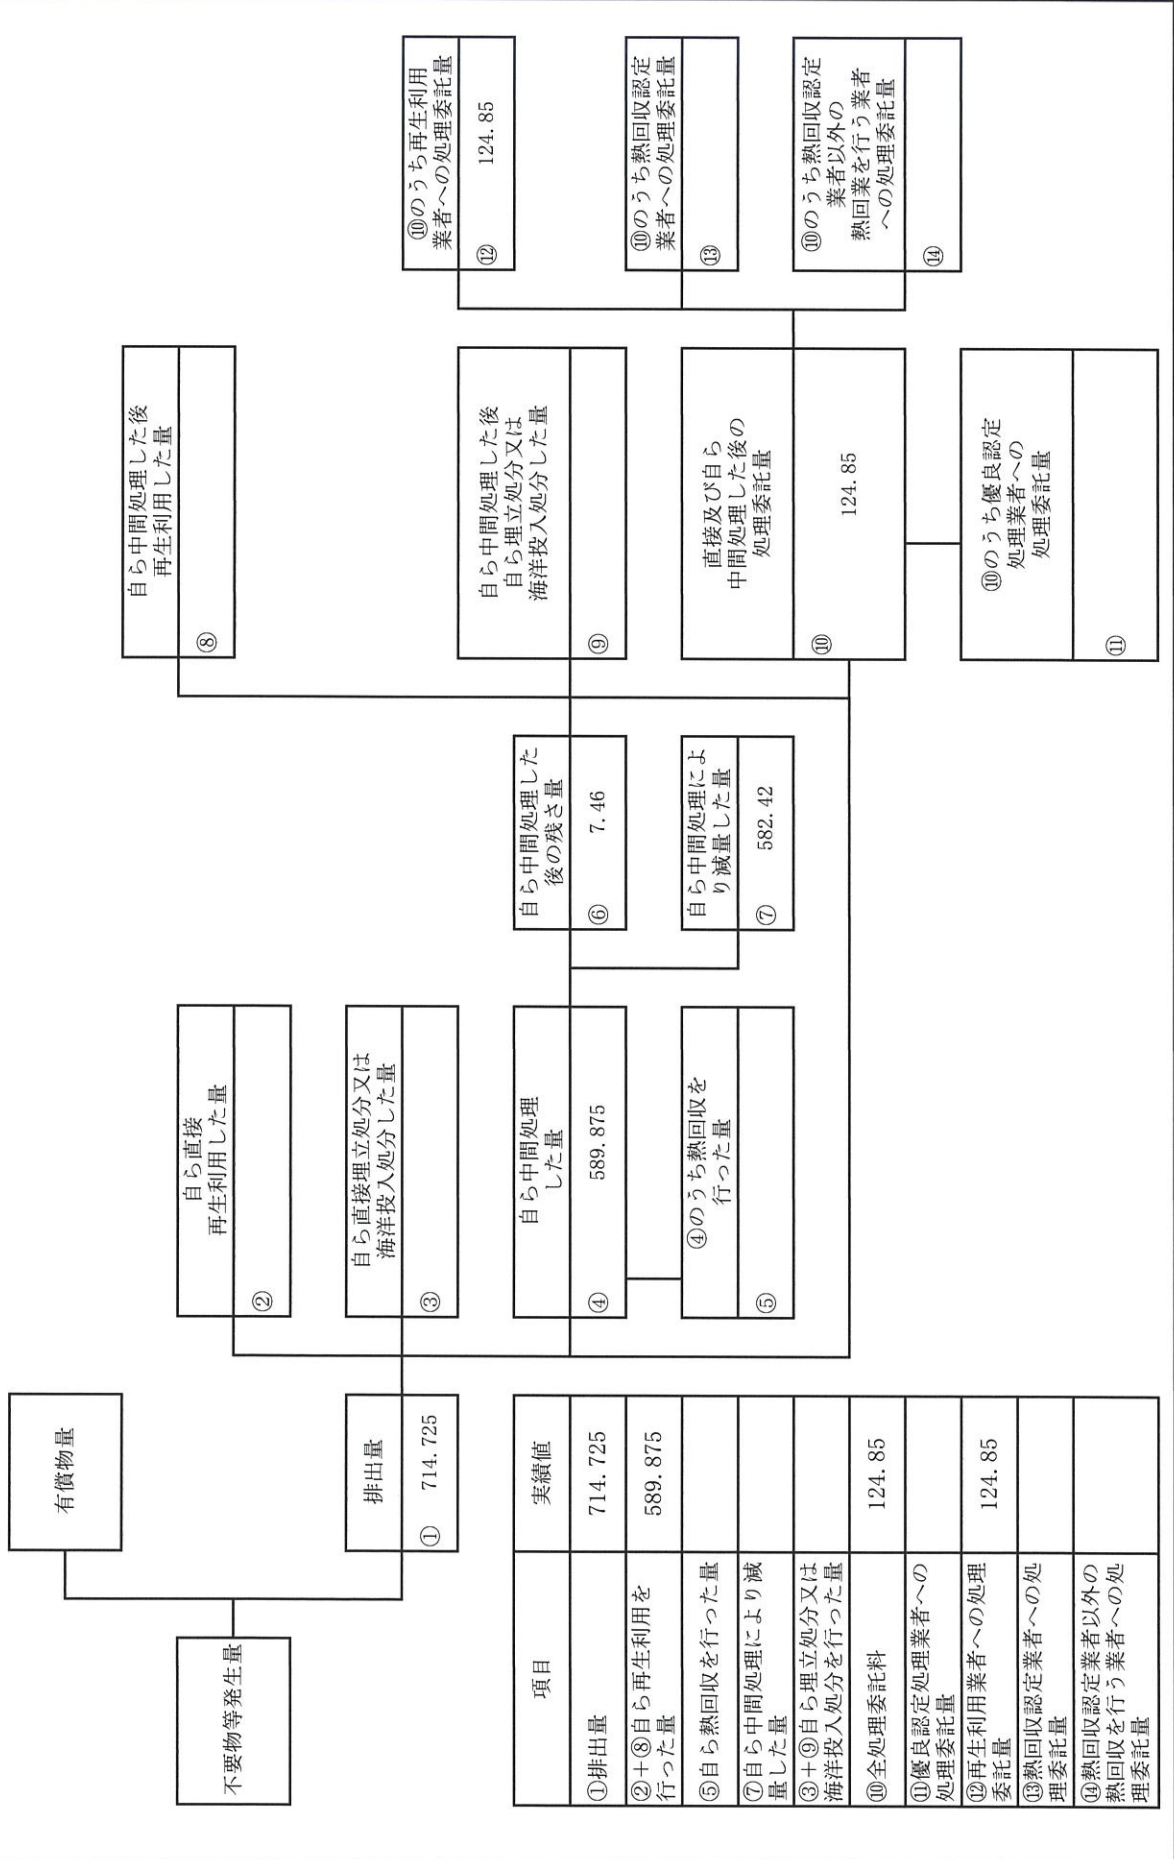 不要物等発生量
有償物量
排出量
① 714.725
自ら直接
再生利用した量
②
自ら直接埋立処分又は
海洋投入処分した量
③
自ら中間処理
した量
④ 589.875
④のうち熱回収を
行った量
⑤
自ら中間処理した
後の残さ量
⑥ 7.46
自ら中間処理によ
り減量した量
⑦ 582.42
自ら中間処理した後
再生利用した量
⑧
自ら中間処理した後
自ら埋立処分又は
海洋投入処分した量
⑨
直接及び自ら
中間処理した後の
処理委託量
⑩ 124.85
⑩のうち優良認定
処理業者への
処理委託量
⑪
⑩のうち再生利用
業者への処理委託量
⑫ 124.85
⑩のうち熱回収認定
業者への処理委託量
⑬
⑩のうち熱回収認定
業者以外の
熱回業を行う業者
への処理委託量
⑭
項目 実績値
①排出量 714.725
②+⑧自ら再生利用を
行った量 589.875
⑤自ら熱回収を行った量
⑦自ら中間処理により減
量した量
③+⑨自ら埋立処分又は
海洋投入処分を行った量
⑩全処理委託料 124.85
⑪優良認定処理業者への
処理委託量
⑫再生利用業者への処理
委託量 124.85
⑬熱回収認定業者への処
理委託量
⑭熱回収認定業者以外の
熱回収を行う業者への処
理委託量